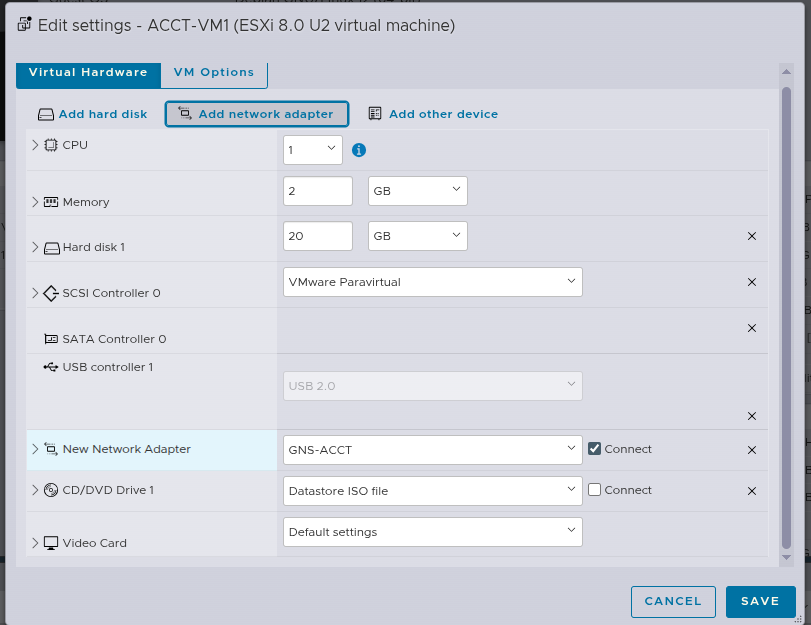 Edit settings - ACCT-VM1 (ESXi 8.0 U2 virtual machine)
Virtual Hardware
VM Options
Add hard disk
Add network adapter
Add other device
CPU
1
Memory
2
GB
Hard disk 1
20
GB
SCSI Controller 0
VMware Paravirtual
SATA Controller 0
USB controller 1
USB 2.0
New Network Adapter
GNS-ACCT
Connect
CD/DVD Drive 1
Datastore ISO file
Connect
Video Card
Default settings
CANCEL
SAVE